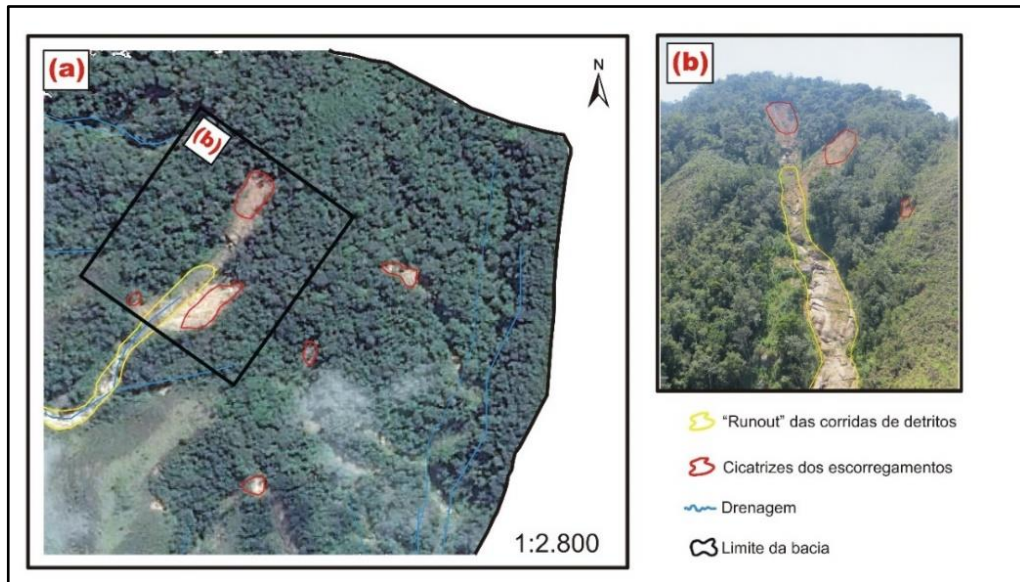 (a)
N
(b)
1:2.800
(b)
“Runout” das corridas de detritos
Cicatrizes dos escorregamentos
Drenagem
Limite da bacia